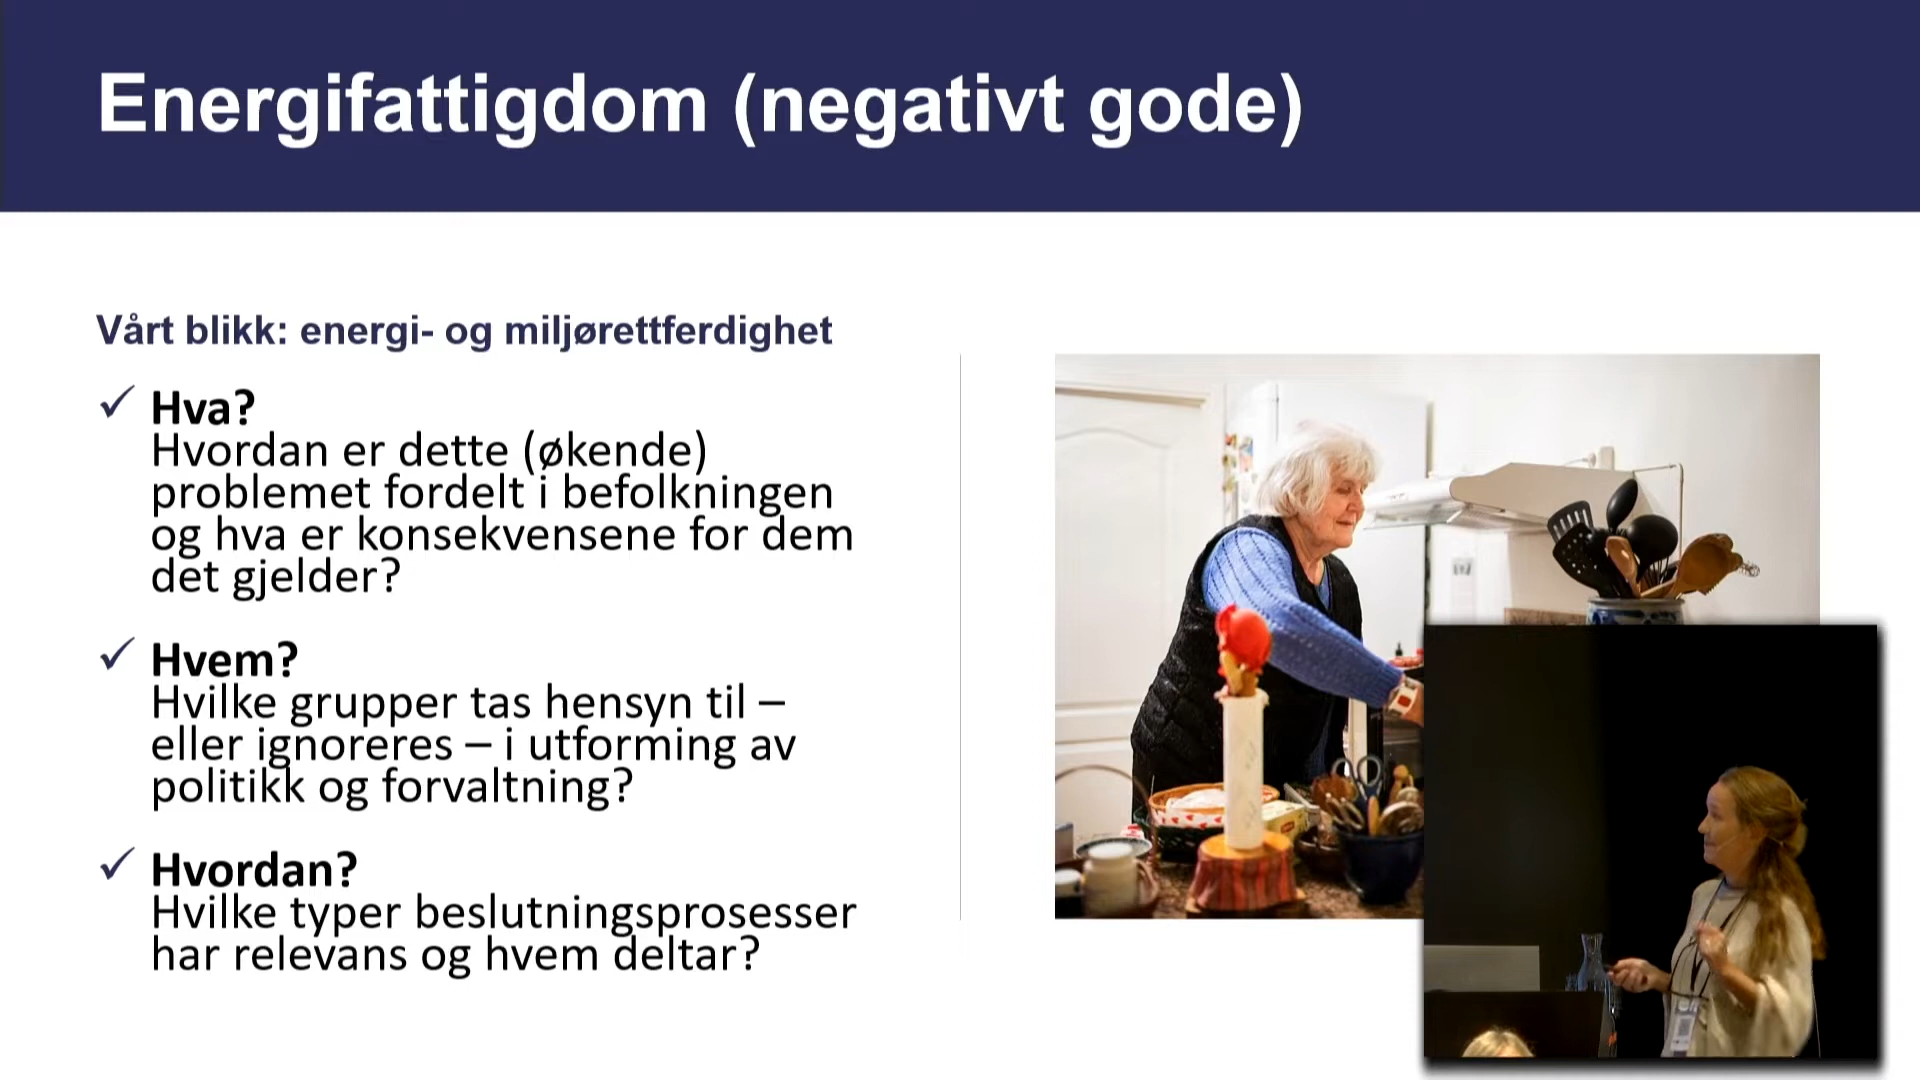 Energifattigdom (negativt gode)
Vårt blikk: energi- og miljørettferdighet
✓ Hva?
Hvordan er dette (økende)
problemet fordelt i befolkningen
og hva er konsekvensene for dem
det gjelder?
✓ Hvem?
Hvilke grupper tas hensyn til –
eller ignoreres – i utforming av
politikk og forvaltning?
✓ Hvordan?
Hvilke typer beslutningsprosesser
har relevans og hvem deltar?